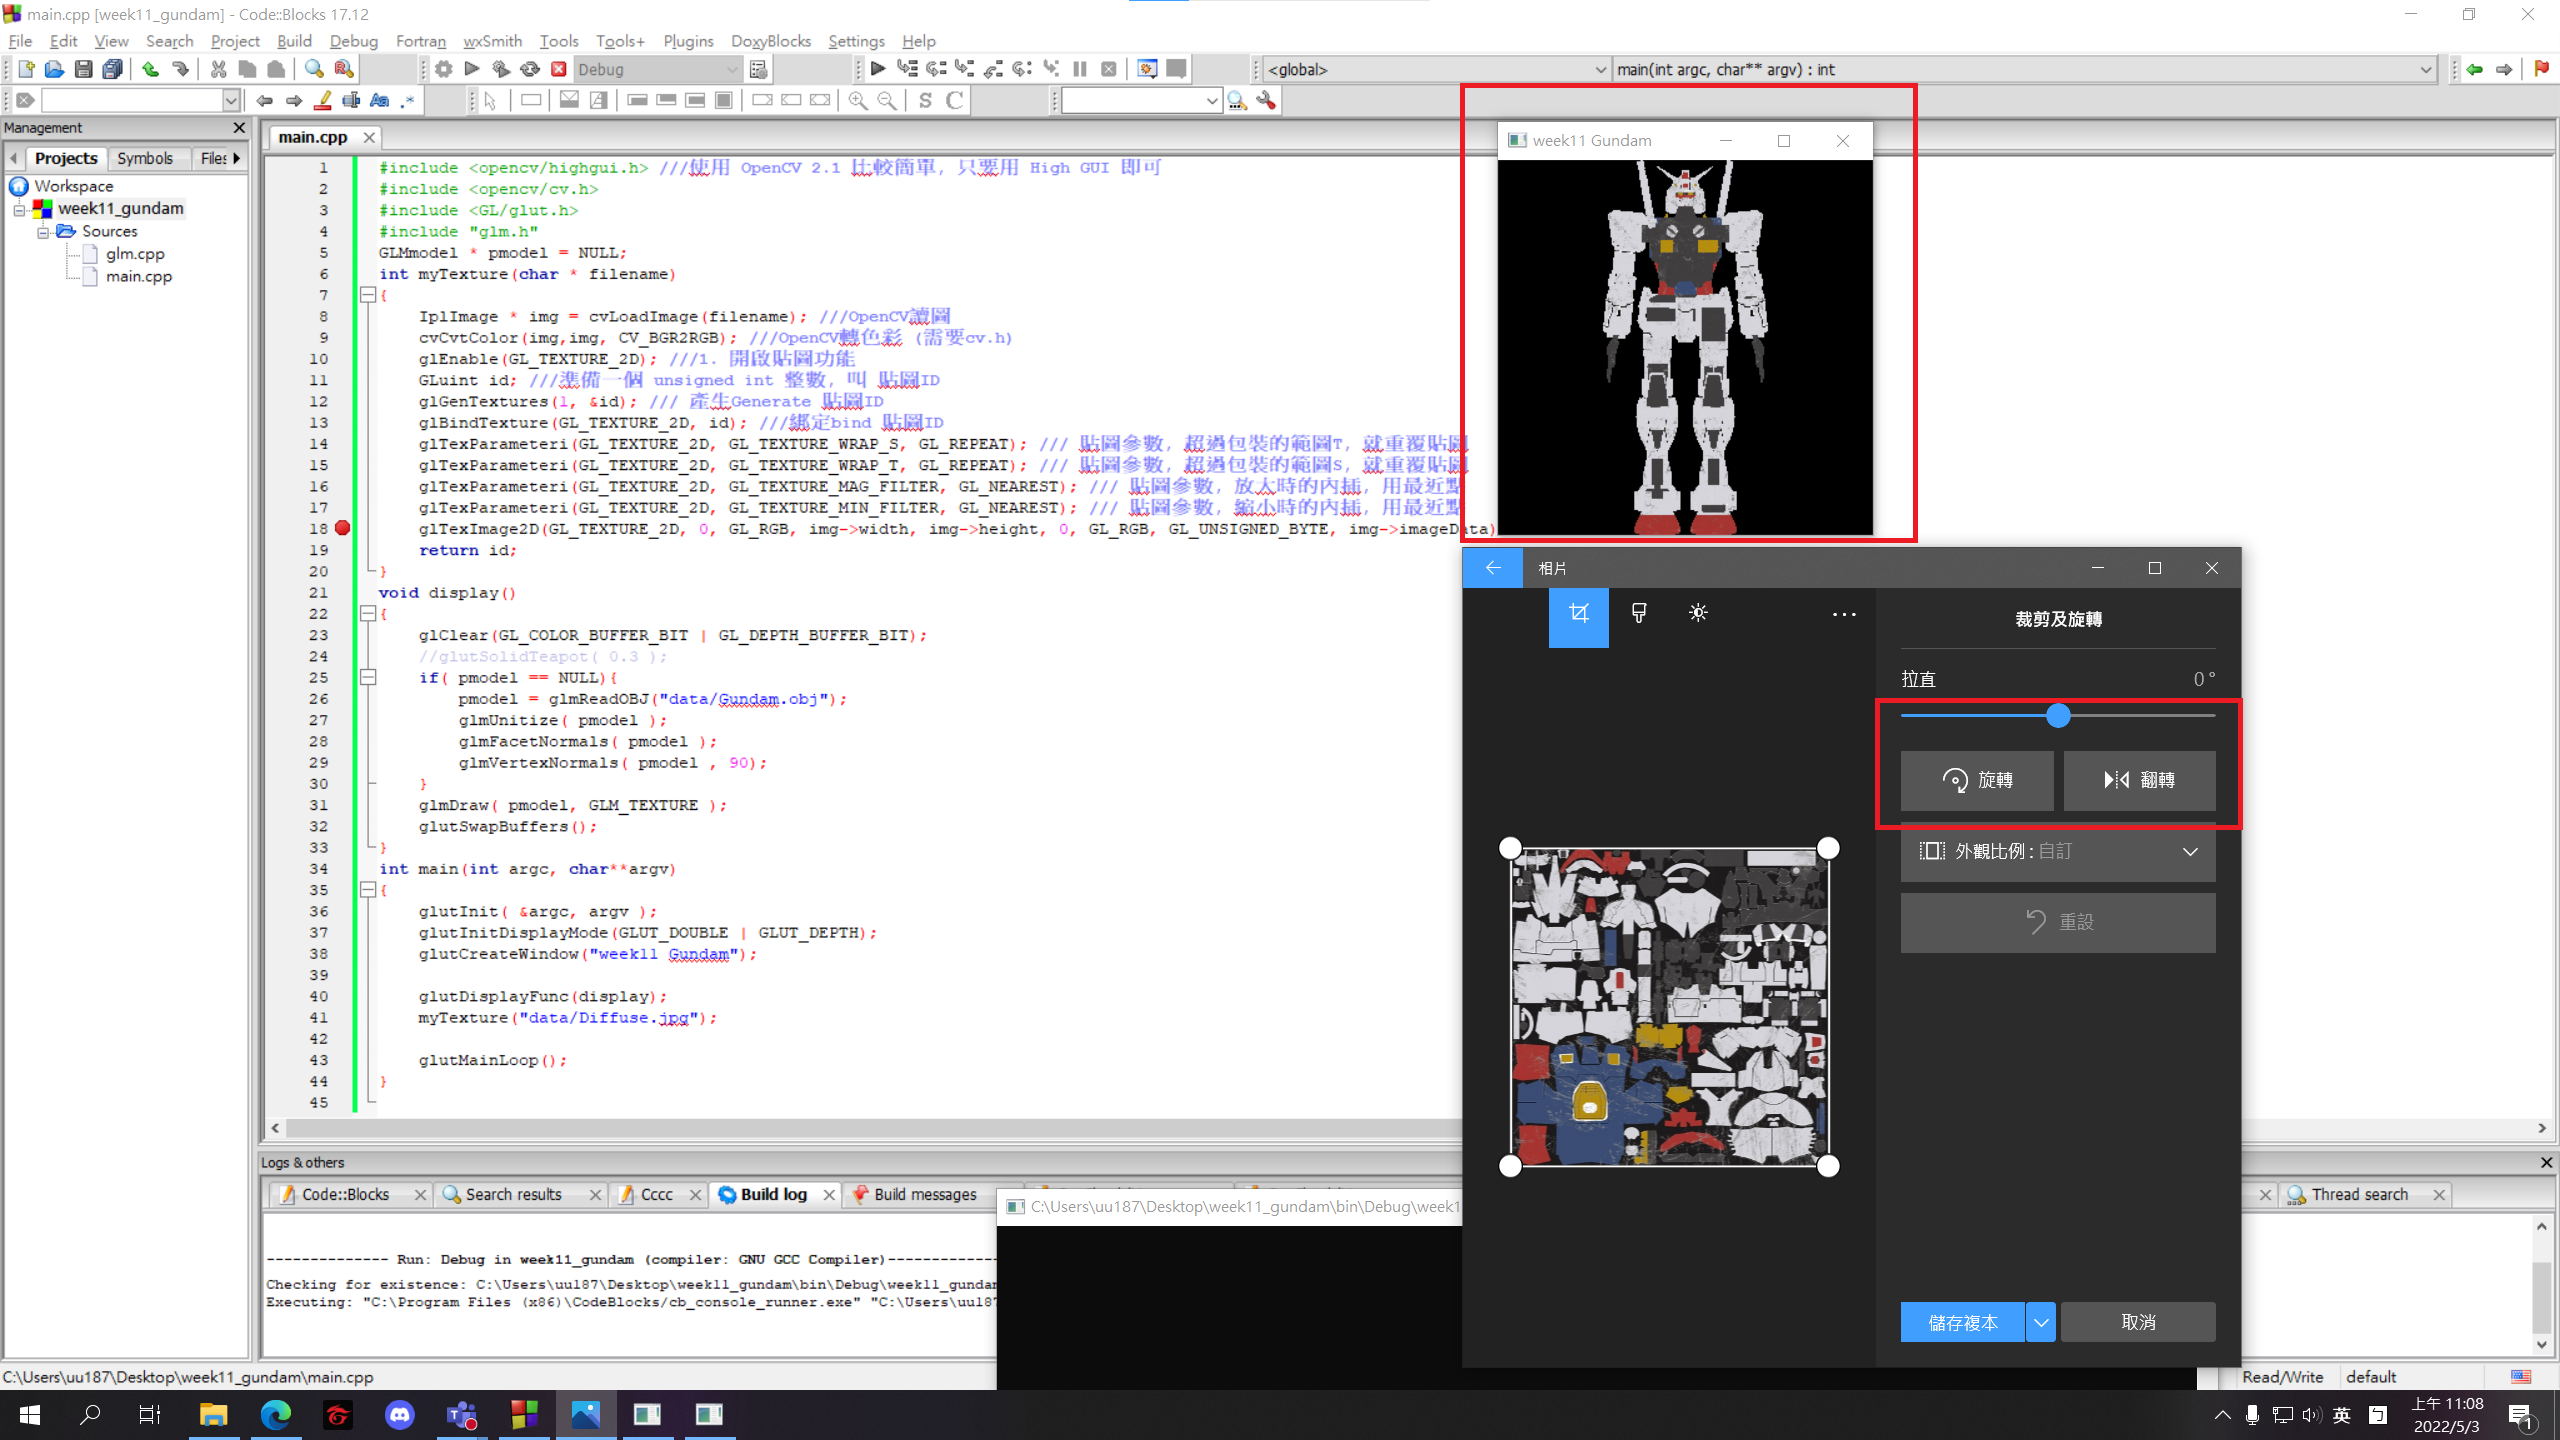 main.cpp [week11_gundam] - Code::Blocks 17.12
File Edit View Search Project Build Debug Fortran wxSmith Tools Tools+ Plugins DoxyBlocks Settings Help
Debug
<global>
main(int argc, char** argv) : int
S C
Management
Projects Symbols Files
Workspace
week11_gundam
Sources
glm.cpp
main.cpp
main.cpp
1 #include <opencv/highgui.h> ///使用 OpenCV 2.1 比較簡單, 只要用 High GUI 即可
2 #include <opencv/cv.h>
3 #include <GL/glut.h>
4 #include "glm.h"
5 GLMmodel * pmodel = NULL;
6 int myTexture(char * filename)
7 {
8 IplImage * img = cvLoadImage(filename); ///OpenCV讀圖
9 cvCvtColor(img,img, CV_BGR2RGB); ///OpenCV轉色彩 (需要cv.h)
10 glEnable(GL_TEXTURE_2D); ///1. 開啟貼圖功能
11 GLuint id; ///準備一個 unsigned int 整數, 叫 貼圖ID
12 glGenTextures(1, &id); /// 產生Generate 貼圖ID
13 glBindTexture(GL_TEXTURE_2D, id); ///綁定bind 貼圖ID
14 glTexParameteri(GL_TEXTURE_2D, GL_TEXTURE_WRAP_S, GL_REPEAT); /// 貼圖參數, 超過包裝的範圍T, 就重覆貼圖
15 glTexParameteri(GL_TEXTURE_2D, GL_TEXTURE_WRAP_T, GL_REPEAT); /// 貼圖參數, 超過包裝的範圍S, 就重覆貼圖
16 glTexParameteri(GL_TEXTURE_2D, GL_TEXTURE_MAG_FILTER, GL_NEAREST); /// 貼圖參數, 放大時的內插, 用最近點
17 glTexParameteri(GL_TEXTURE_2D, GL_TEXTURE_MIN_FILTER, GL_NEAREST); /// 貼圖參數, 縮小時的內插, 用最近點
18 glTexImage2D(GL_TEXTURE_2D, 0, GL_RGB, img->width, img->height, 0, GL_RGB, GL_UNSIGNED_BYTE, img->imageData)
19 return id;
20 }
21 void display()
22 {
23 glClear(GL_COLOR_BUFFER_BIT | GL_DEPTH_BUFFER_BIT);
24 //glutSolidTeapot( 0.3 );
25 if( pmodel == NULL){
26 pmodel = glmReadOBJ("data/Gundam.obj");
27 glmUnitize( pmodel );
28 glmFacetNormals( pmodel );
29 glmVertexNormals( pmodel , 90);
30 }
31 glmDraw( pmodel, GLM_TEXTURE );
32 glutSwapBuffers();
33 }
34 int main(int argc, char**argv)
35 {
36 glutInit( &argc, argv );
37 glutInitDisplayMode(GLUT_DOUBLE | GLUT_DEPTH);
38 glutCreateWindow("week11 Gundam");
39
40 glutDisplayFunc(display);
41 myTexture("data/Diffuse.jpg");
42
43 glutMainLoop();
44 }
45
week11 Gundam
相片
裁剪及旋轉
拉直 0°
旋轉 翻轉
外觀比例 : 自訂
重設
儲存複本 取消
Logs & others
Code::Blocks Search results Cccc Build log Build messages Thread search
-------------- Run: Debug in week11_gundam (compiler: GNU GCC Compiler)-------------
Checking for existence: C:\Users\uu187\Desktop\week11_gundam\bin\Debug\week11_gundam
Executing: "C:\Program Files (x86)\CodeBlocks/cb_console_runner.exe" "C:\Users\uu187
C:\Users\uu187\Desktop\week11_gundam\bin\Debug\week1
C:\Users\uu187\Desktop\week11_gundam\main.cpp
Read/Write default
英
上午 11:08
2022/5/3
1